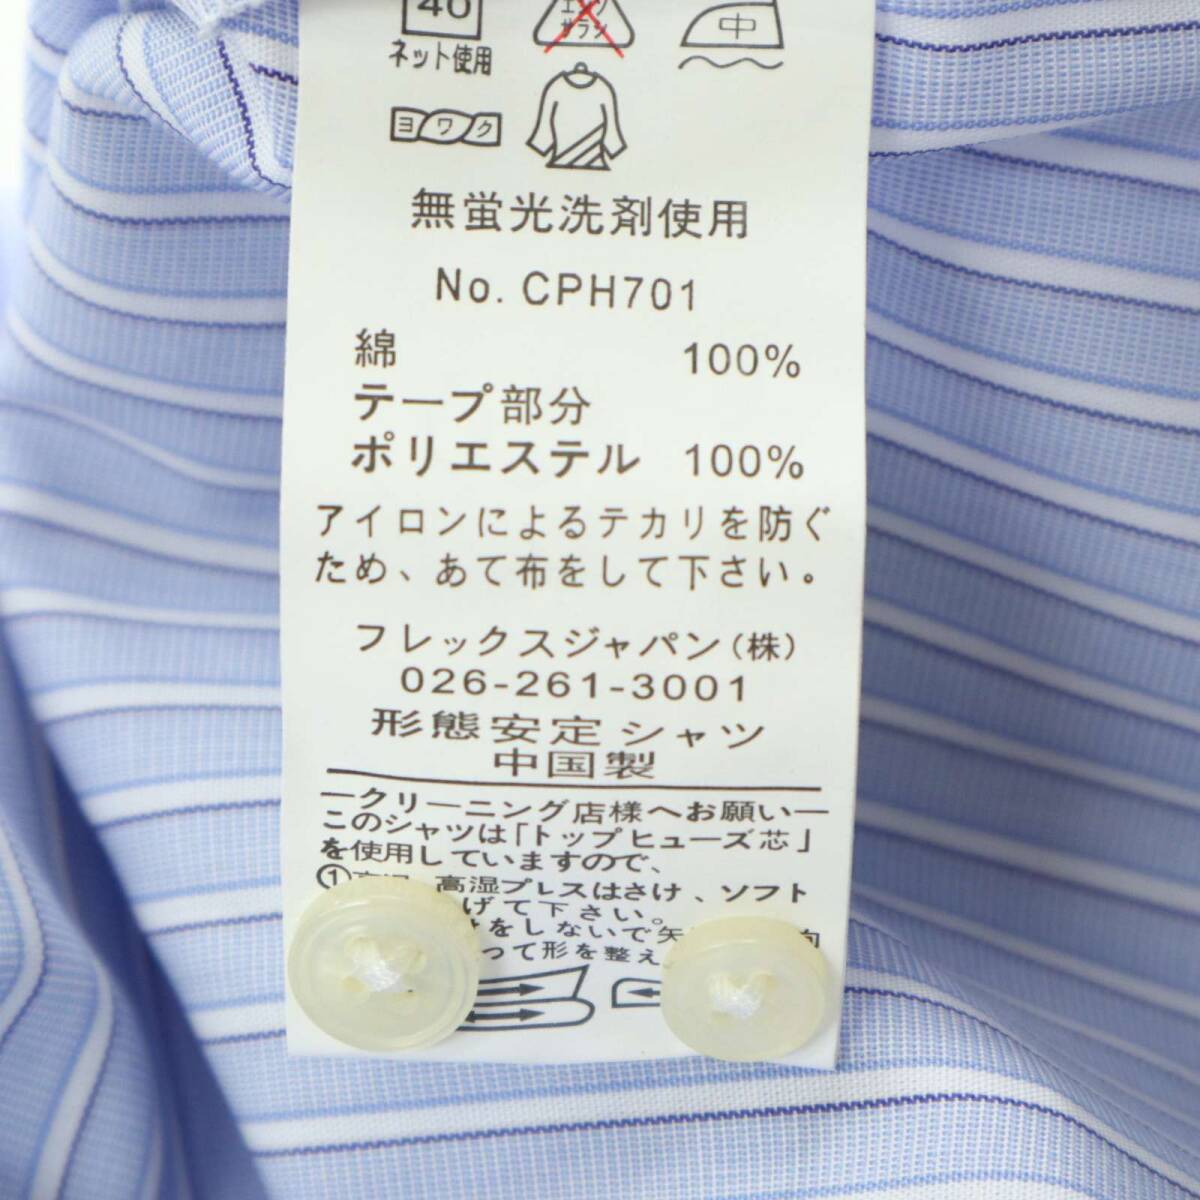 40
ネット使用
中
ヨワク
無蛍光洗剤使用
No. CPH701
綿 100%
テープ部分
ポリエステル 100%
アイロンによるテカリを防ぐ
ため、あて布をして下さい。
フレックスジャパン(株)
026-261-3001
形態安定シャツ
中国製
―クリーニング店様へお願い―
このシャツは「トップヒューズ芯」
を使用していますので、
① 高湿プレスはさけ、ソフト
げて下さい。
をしないで矢 向
って形を整え